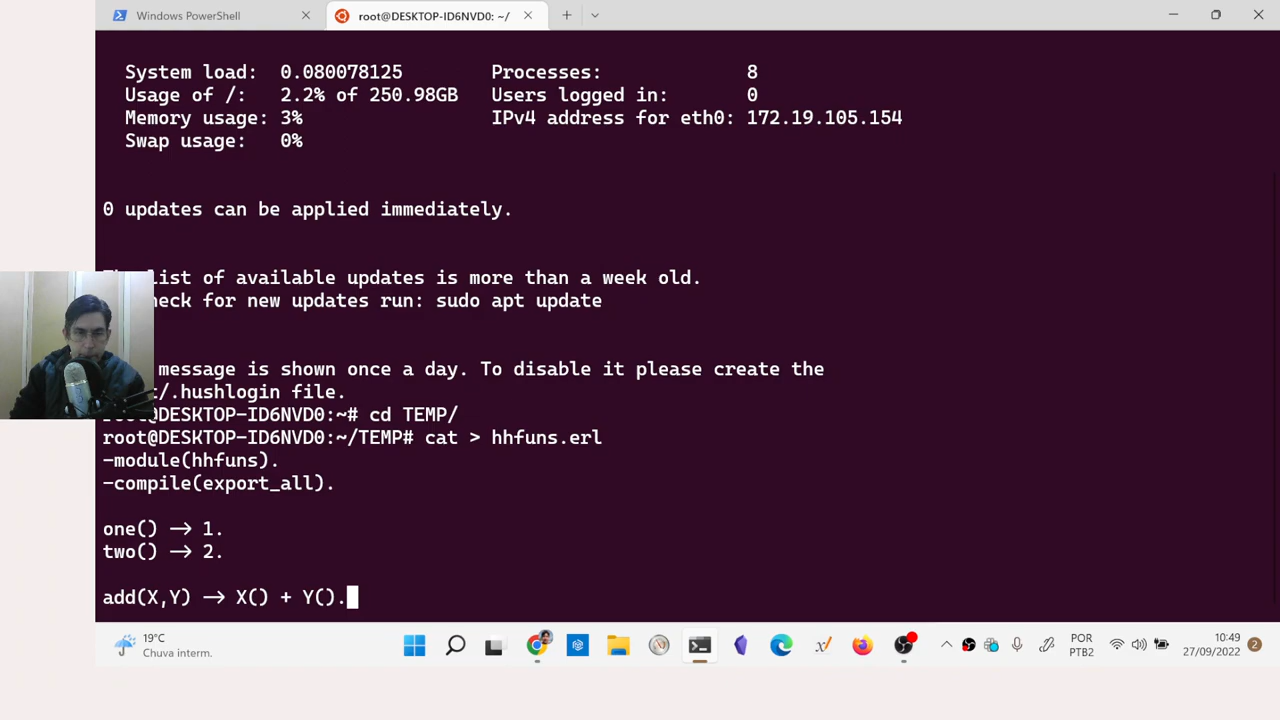 Windows PowerShell
root@DESKTOP-ID6NVD0: ~/
System load: 0.080078125 Processes: 8
Usage of /: 2.2% of 250.98GB Users logged in: 0
Memory usage: 3% IPv4 address for eth0: 172.19.105.154
Swap usage: 0%
0 updates can be applied immediately.
list of available updates is more than a week old.
heck for new updates run: sudo apt update
message is shown once a day. To disable it please create the
/.hushlogin file.
root@DESKTOP-ID6NVD0:~# cd TEMP/
root@DESKTOP-ID6NVD0:~/TEMP# cat > hhfuns.erl
-module(hhfuns).
-compile(export_all).
one() -> 1.
two() -> 2.
add(X,Y) -> X() + Y().
19°C
Chuva interm.
POR
PTB2
10:49
27/09/2022
2